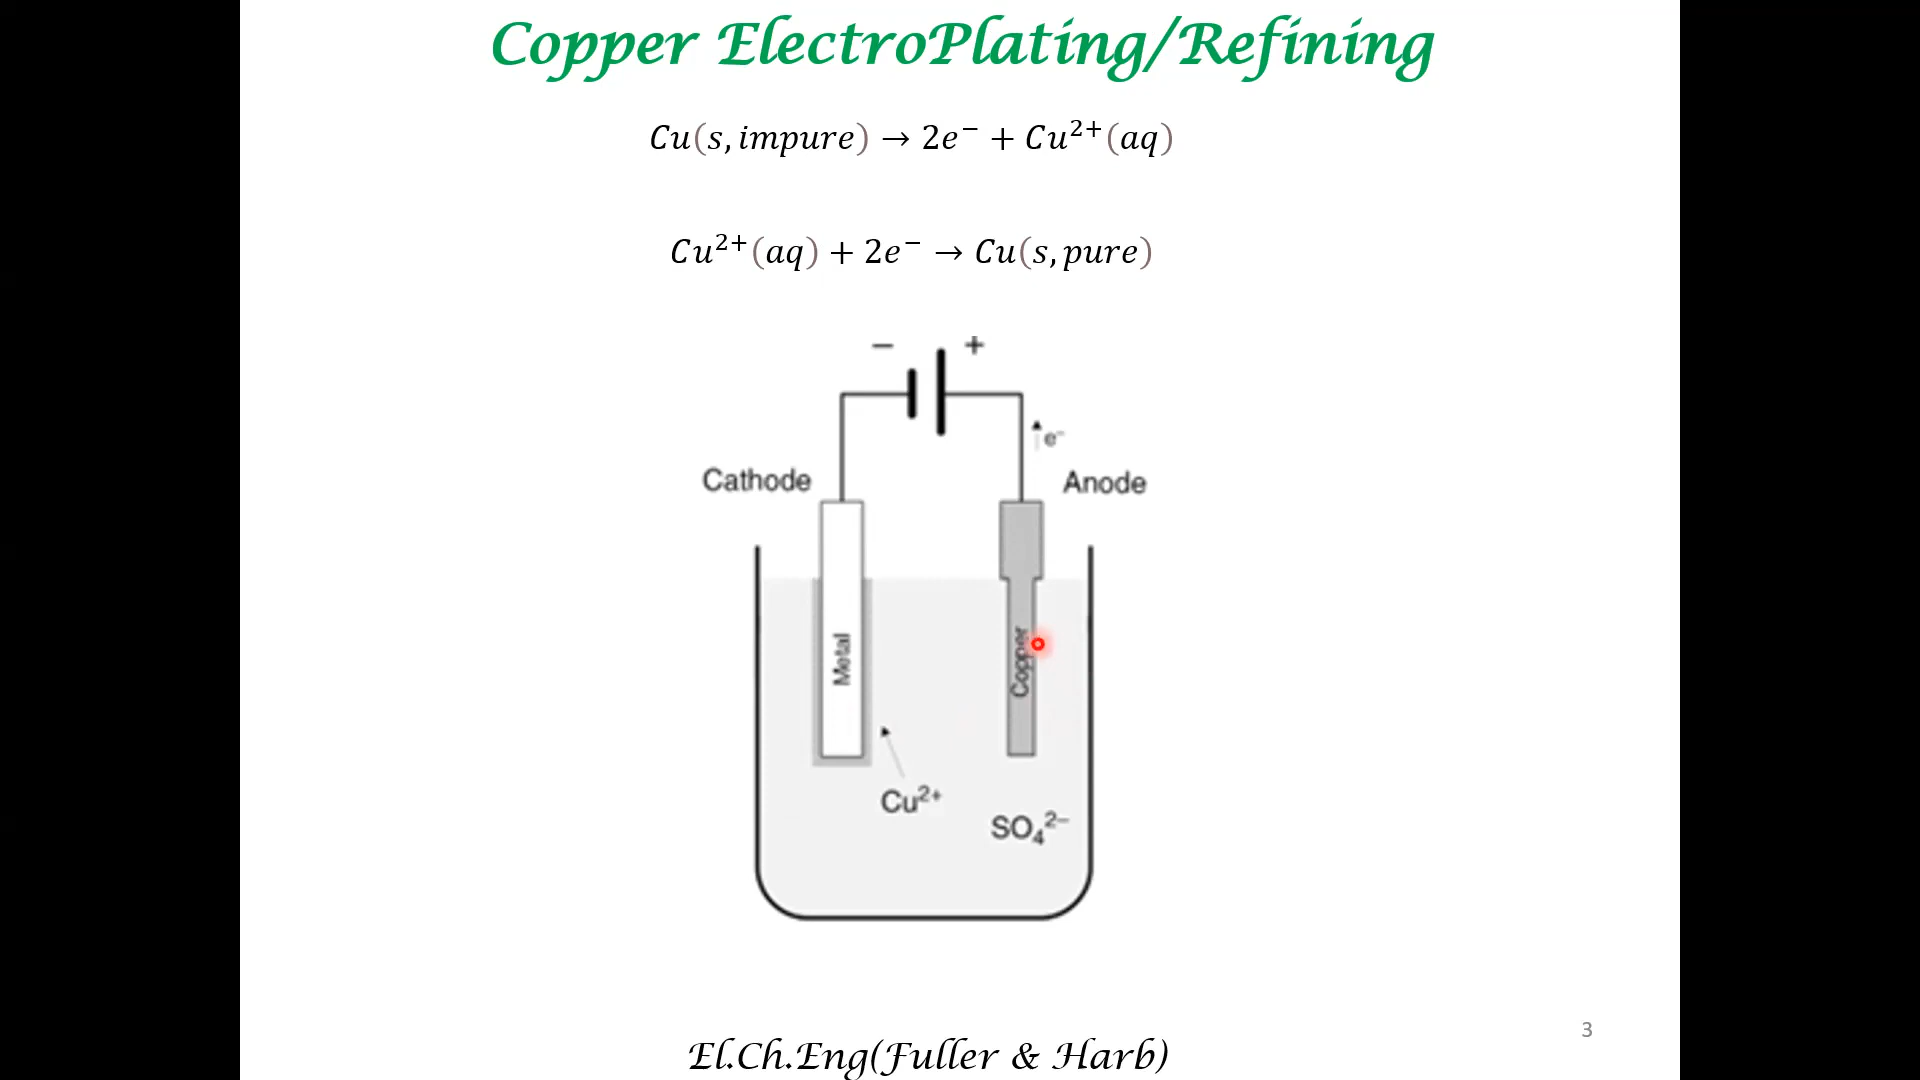 Copper ElectroPlating/Refining
Cu(s, impure) → 2e⁻ + Cu²⁺(aq)
Cu²⁺(aq) + 2e⁻ → Cu(s, pure)
− +
e⁻
Cathode
Anode
Metal
Copper
Cu²⁺
SO₄²⁻
3
El.Ch.Eng(Fuller & Harb)